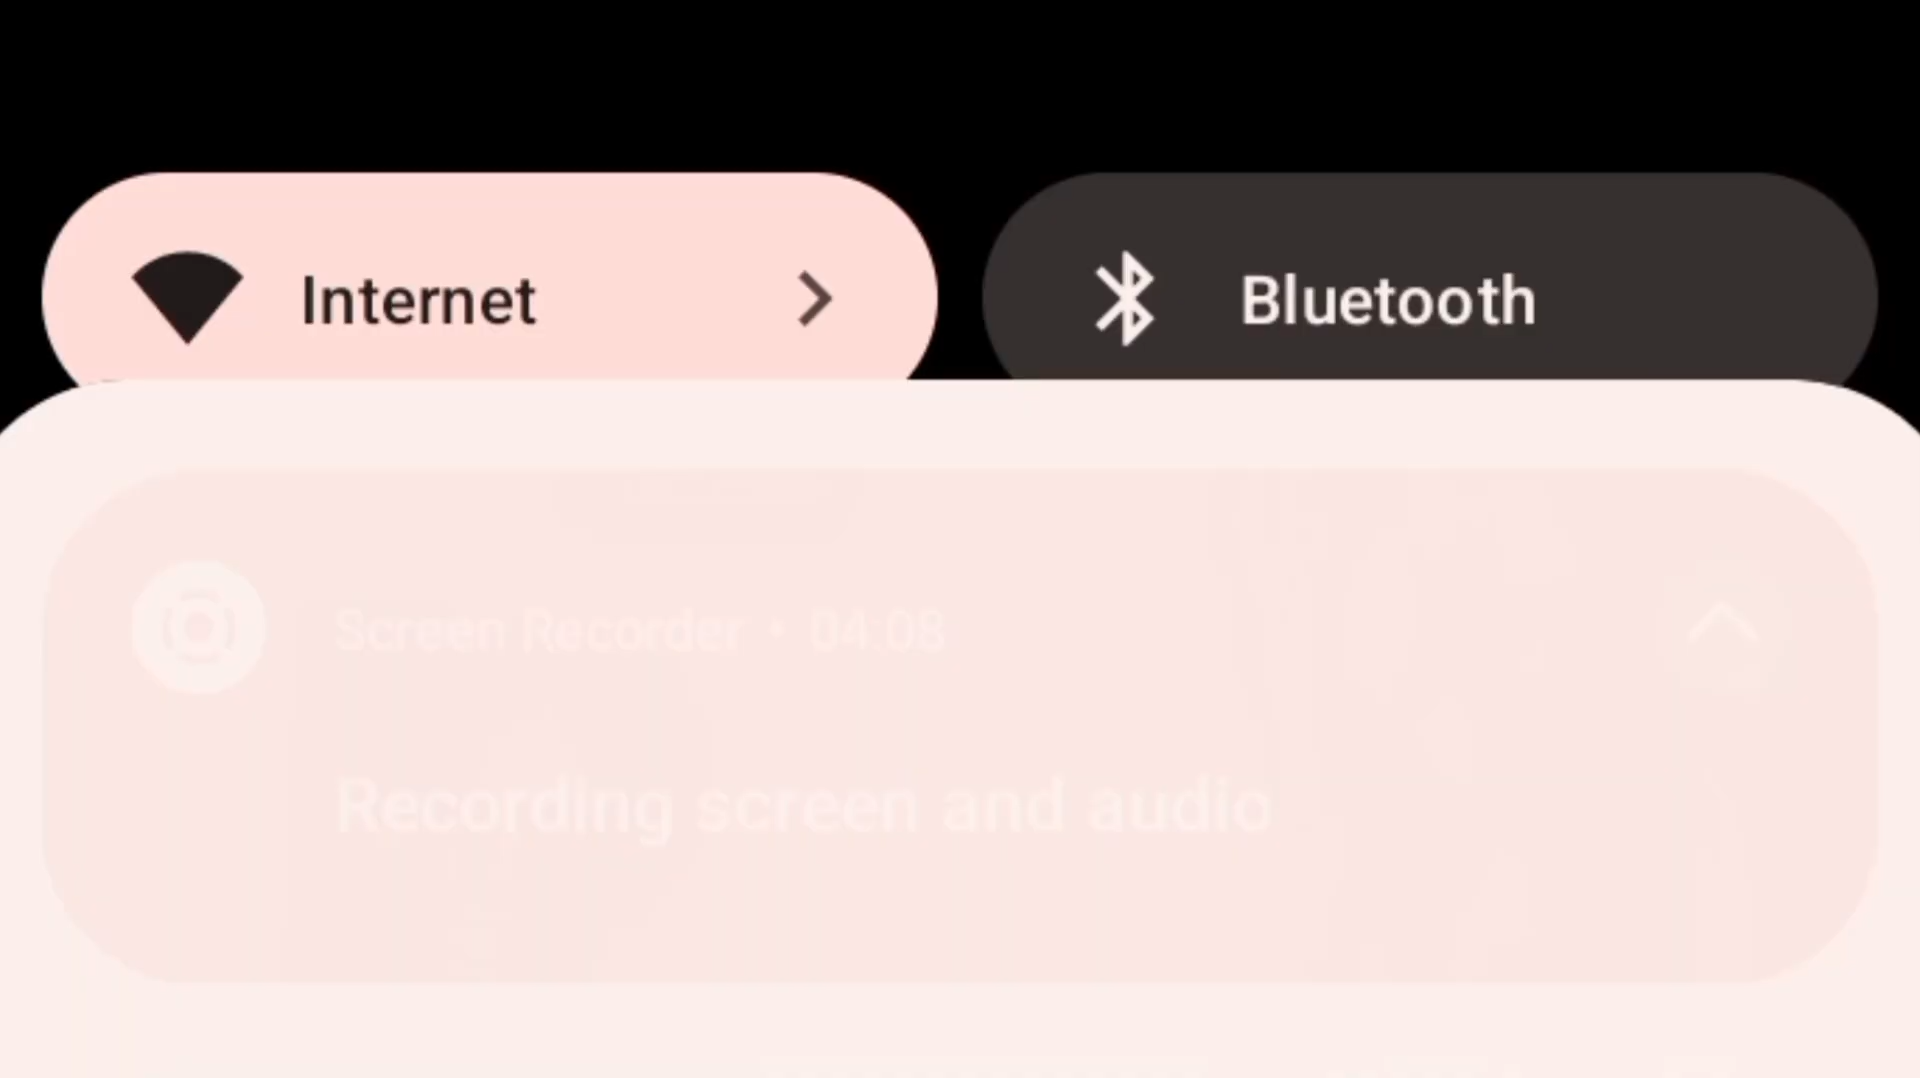 Internet
Bluetooth
Screen Recorder • 04:08
Recording screen and audio